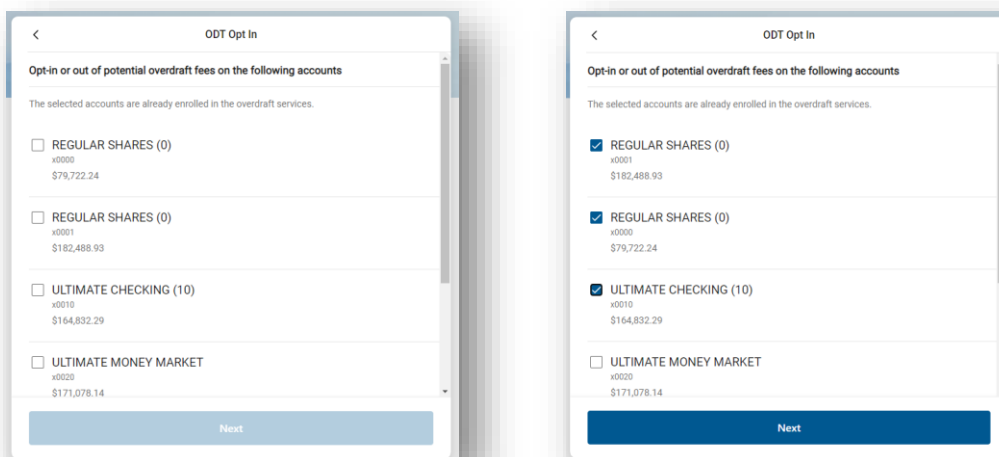 ODT Opt In
Opt-in or out of potential overdraft fees on the following accounts
The selected accounts are already enrolled in the overdraft services.
REGULAR SHARES (0)
x0000
$79,722.24
REGULAR SHARES (0)
x0001
$182,488.93
ULTIMATE CHECKING (10)
x0010
$164,832.29
ULTIMATE MONEY MARKET
x0020
$171,078.14
Next
ODT Opt In
Opt-in or out of potential overdraft fees on the following accounts
The selected accounts are already enrolled in the overdraft services.
REGULAR SHARES (0)
x0001
$182,488.93
REGULAR SHARES (0)
x0000
$79,722.24
ULTIMATE CHECKING (10)
x0010
$164,832.29
ULTIMATE MONEY MARKET
x0020
$171,078.14
Next